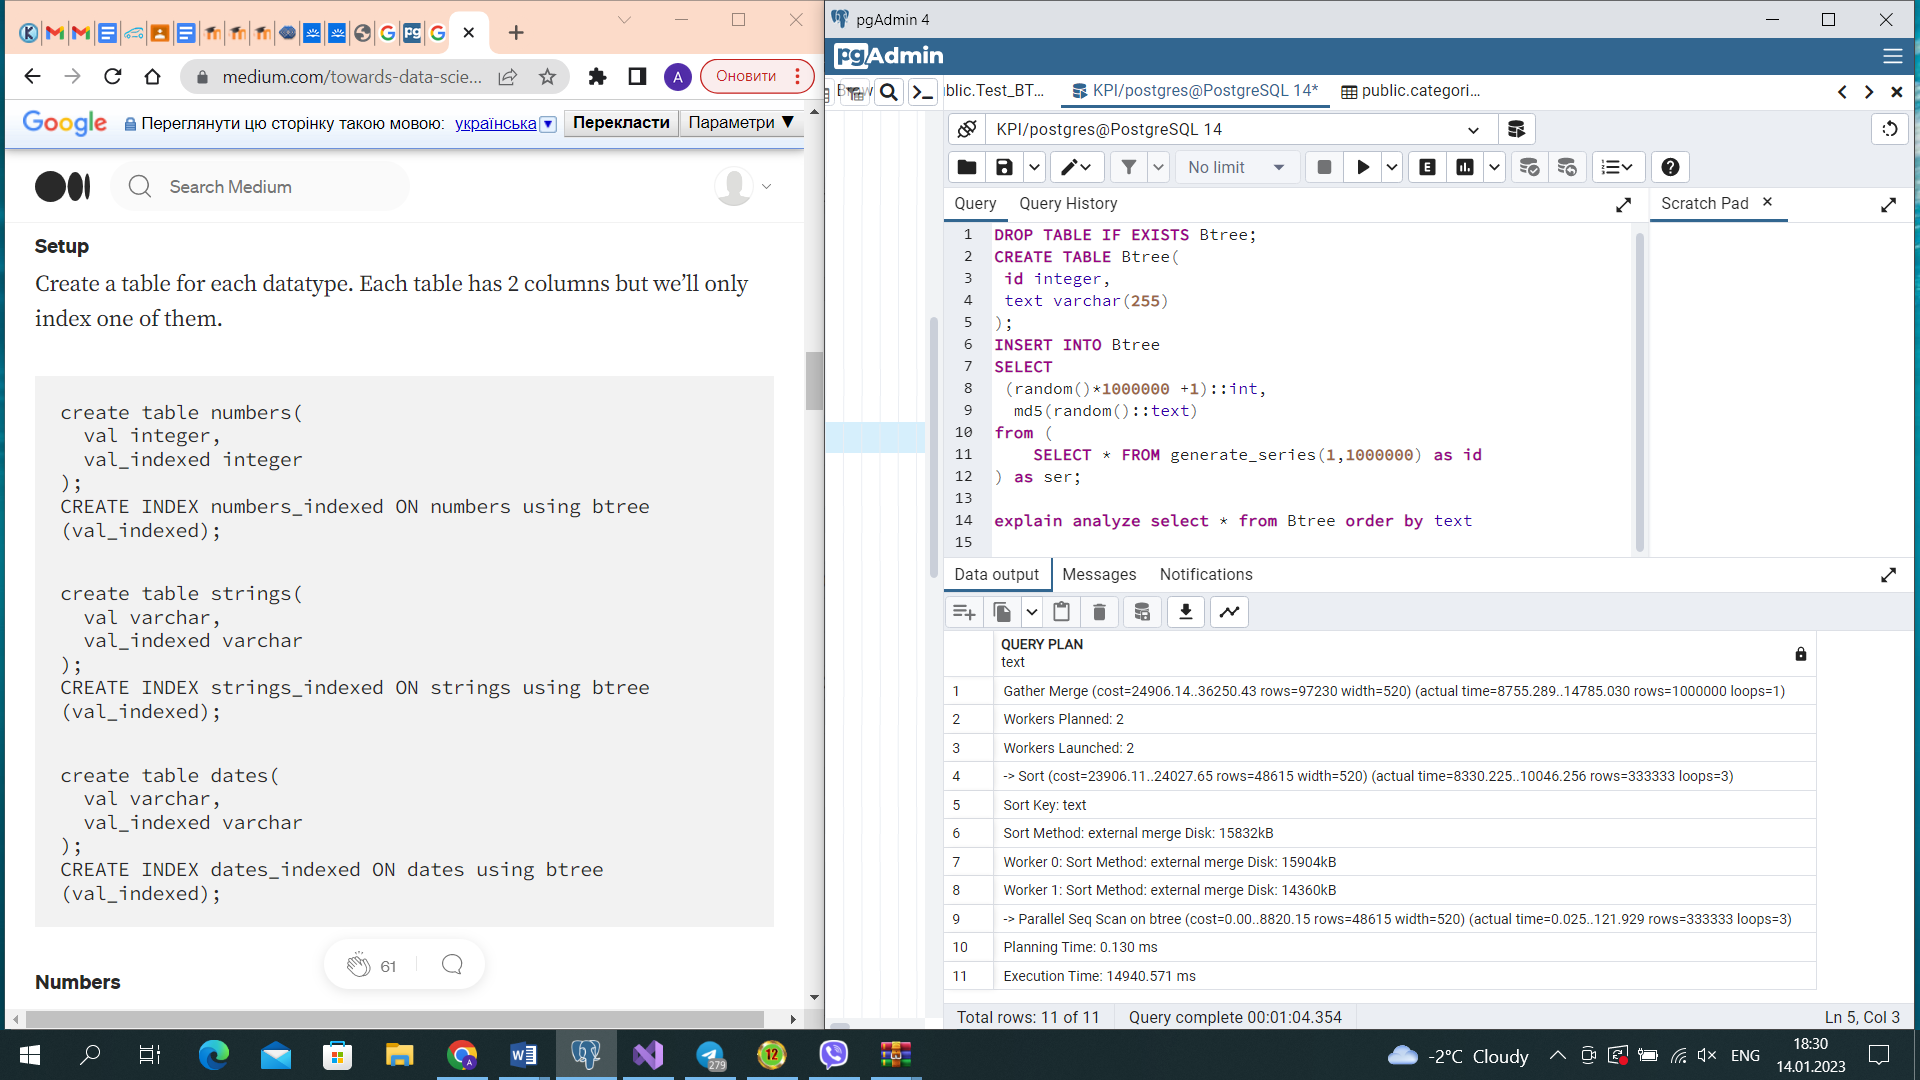 medium.com/towards-data-scie...
A
Оновити
Google
Переглянути цю сторінку такою мовою: українська
Перекласти
Параметри ▼
Search Medium
Setup
Create a table for each datatype. Each table has 2 columns but we’ll only
index one of them.
create table numbers(
val integer,
val_indexed integer
);
CREATE INDEX numbers_indexed ON numbers using btree
(val_indexed);
create table strings(
val varchar,
val_indexed varchar
);
CREATE INDEX strings_indexed ON strings using btree
(val_indexed);
create table dates(
val varchar,
val_indexed varchar
);
CREATE INDEX dates_indexed ON dates using btree
(val_indexed);
61
Numbers
pgAdmin 4
pgAdmin
blic.Test_BT...
KPI/postgres@PostgreSQL 14*
public.categori...
KPI/postgres@PostgreSQL 14
No limit
E
Query
Query History
Scratch Pad
1 DROP TABLE IF EXISTS Btree;
2 CREATE TABLE Btree(
3 id integer,
4 text varchar(255)
5 );
6 INSERT INTO Btree
7 SELECT
8 (random()*1000000 +1)::int,
9 md5(random()::text)
10 from (
11 SELECT * FROM generate_series(1,1000000) as id
12 ) as ser;
13
14 explain analyze select * from Btree order by text
15
Data output
Messages
Notifications
QUERY PLAN
text
1 Gather Merge (cost=24906.14..36250.43 rows=97230 width=520) (actual time=8755.289..14785.030 rows=1000000 loops=1)
2 Workers Planned: 2
3 Workers Launched: 2
4 -> Sort (cost=23906.11..24027.65 rows=48615 width=520) (actual time=8330.225..10046.256 rows=333333 loops=3)
5 Sort Key: text
6 Sort Method: external merge Disk: 15832kB
7 Worker 0: Sort Method: external merge Disk: 15904kB
8 Worker 1: Sort Method: external merge Disk: 14360kB
9 -> Parallel Seq Scan on btree (cost=0.00..8820.15 rows=48615 width=520) (actual time=0.025..121.929 rows=333333 loops=3)
10 Planning Time: 0.130 ms
11 Execution Time: 14940.571 ms
Total rows: 11 of 11
Query complete 00:01:04.354
Ln 5, Col 3
279
12
-2°C Cloudy
ENG
18:30
14.01.2023